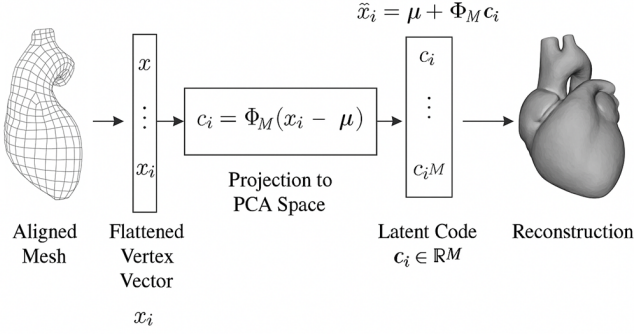 x̃ᵢ = μ + Φ_M cᵢ
x
⋮
xᵢ
cᵢ = Φ_M(xᵢ − μ)
cᵢ
⋮
cᵢᴹ
Projection to
PCA Space
Aligned
Mesh
Flattened
Vertex
Vector
xᵢ
Latent Code
cᵢ ∈ ℝᴹ
Reconstruction